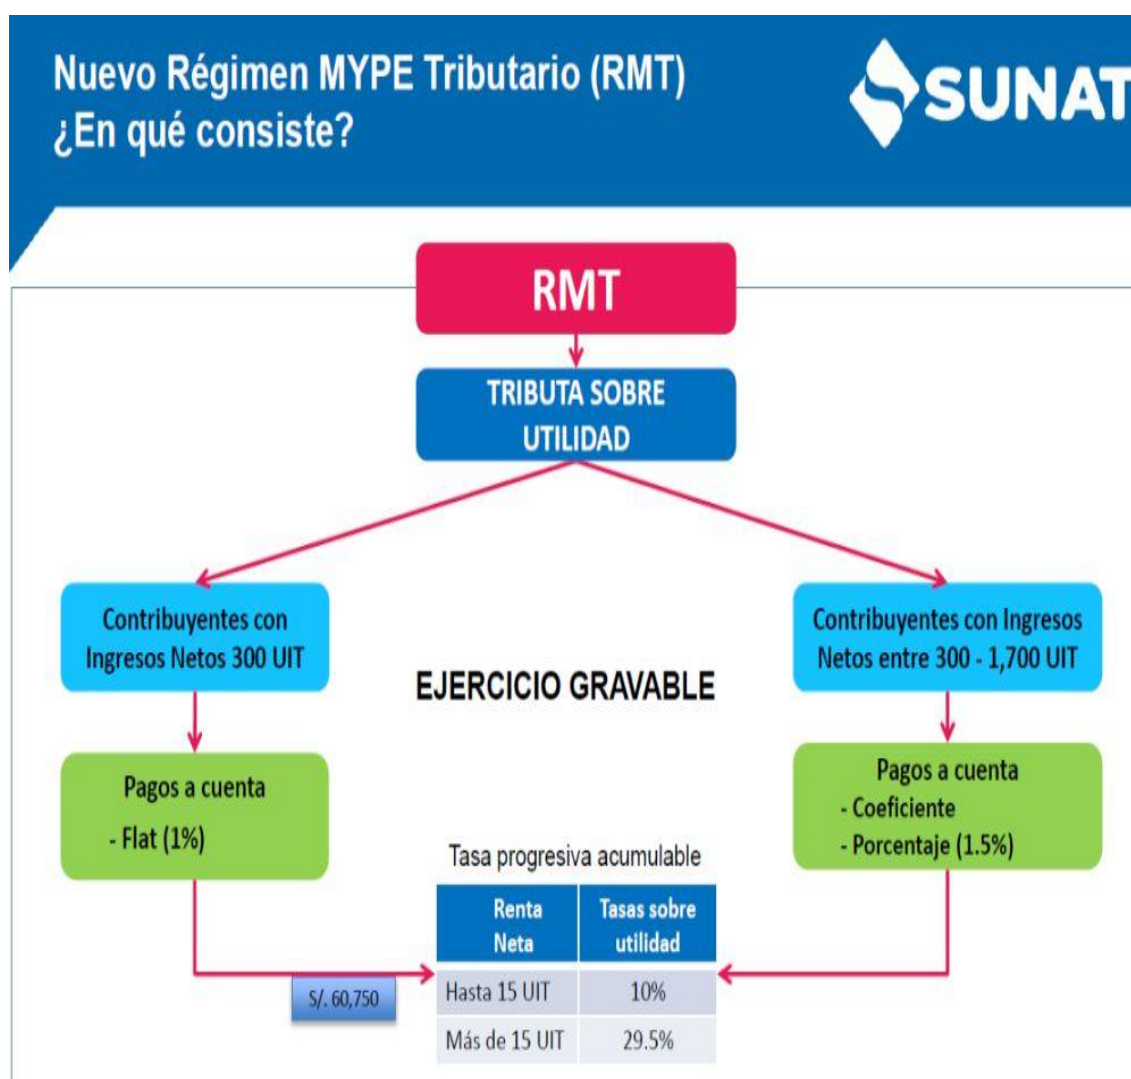 Nuevo Régimen MYPE Tributario (RMT)
¿En qué consiste?
SUNAT
RMT
TRIBUTA SOBRE
UTILIDAD
Contribuyentes con
Ingresos Netos 300 UIT
Contribuyentes con Ingresos
Netos entre 300 - 1,700 UIT
EJERCICIO GRAVABLE
Pagos a cuenta
- Flat (1%)
Pagos a cuenta
- Coeficiente
- Porcentaje (1.5%)
Tasa progresiva acumulable
Renta
Neta
Tasas sobre
utilidad
S/. 60,750
Hasta 15 UIT
10%
Más de 15 UIT
29.5%